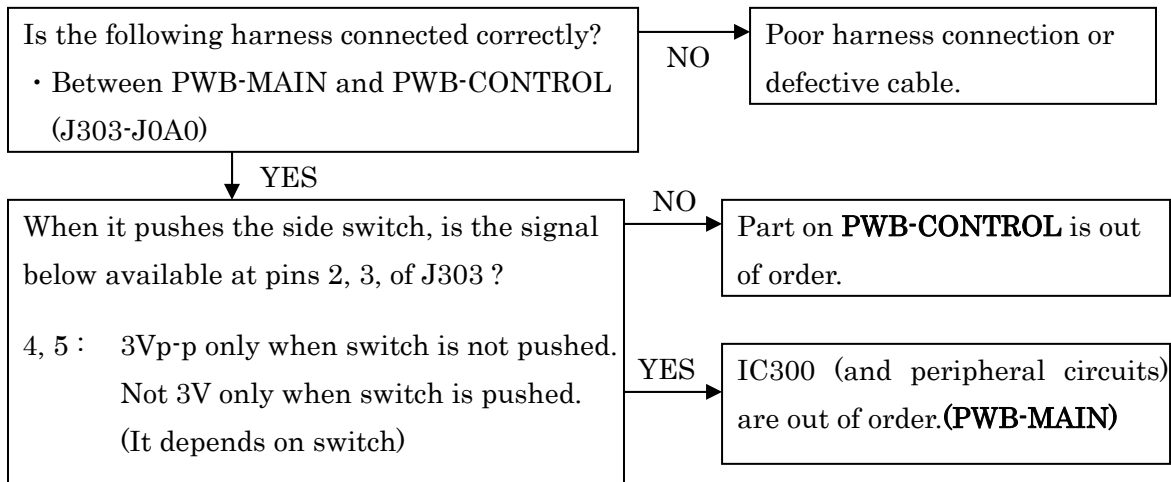 Is the following harness connected correctly?
・Between PWB-MAIN and PWB-CONTROL
(J303-J0A0)
NO
Poor harness connection or
defective cable.
YES
When it pushes the side switch, is the signal
below available at pins 2, 3, of J303 ?
4, 5 :    3Vp-p only when switch is not pushed.
Not 3V only when switch is pushed.
(It depends on switch)
NO
Part on PWB-CONTROL is out
of order.
YES
IC300 (and peripheral circuits)
are out of order.(PWB-MAIN)